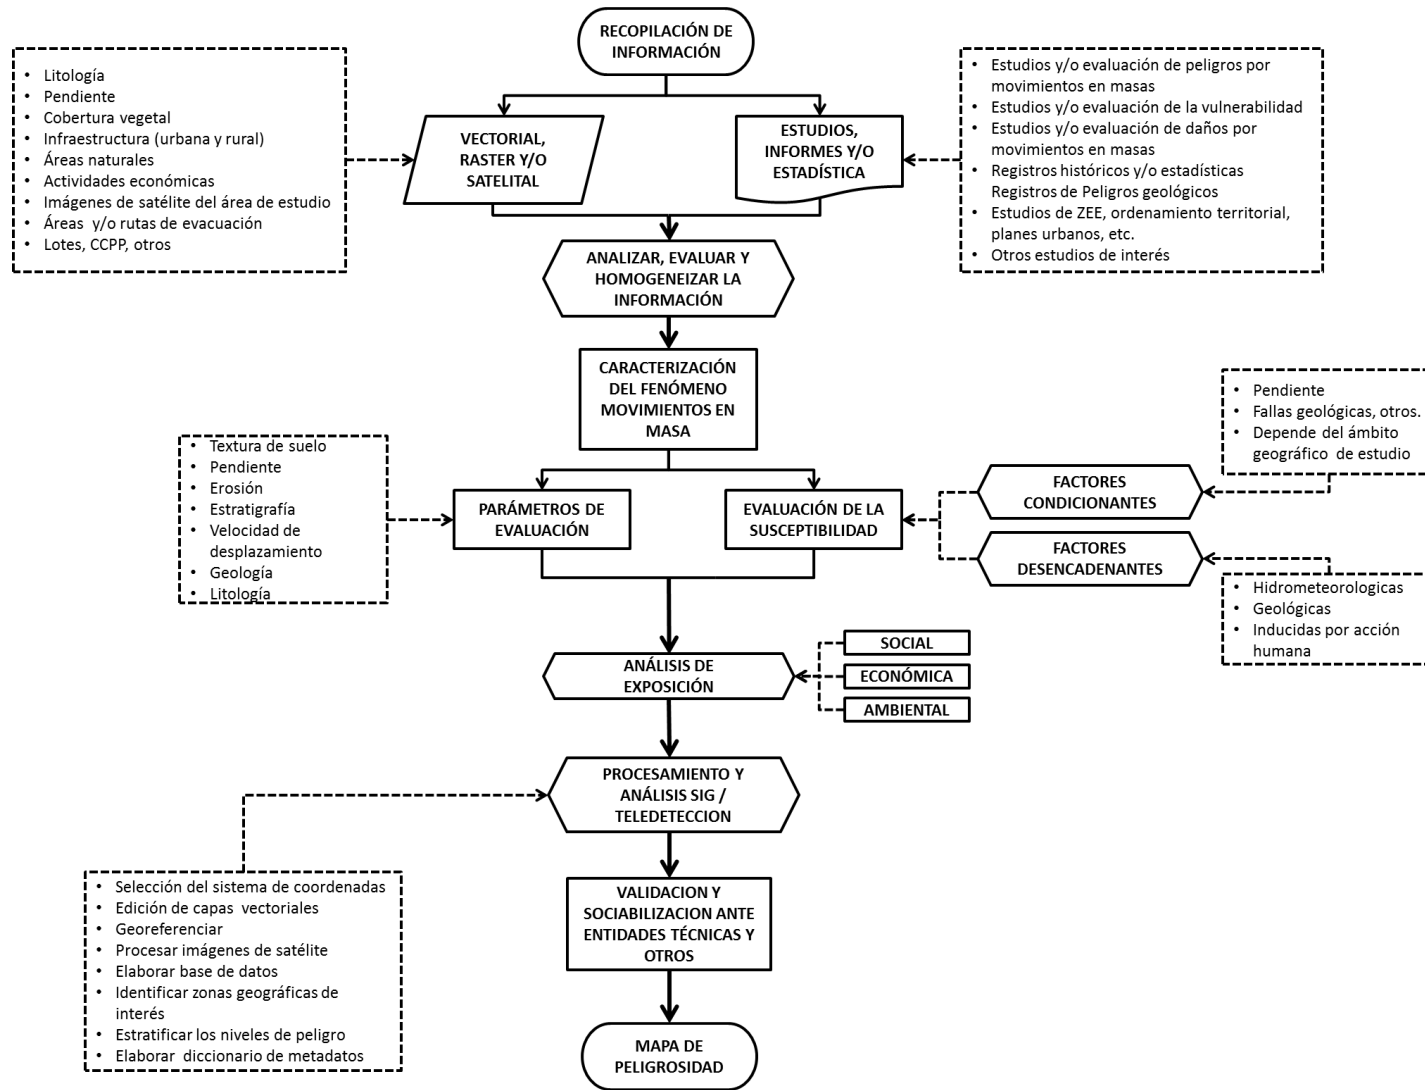 RECOPILACIÓN DE
INFORMACIÓN
• Litología
• Pendiente
• Cobertura vegetal
• Infraestructura (urbana y rural)
• Áreas naturales
• Actividades económicas
• Imágenes de satélite del área de estudio
• Áreas y/o rutas de evacuación
• Lotes, CCPP, otros
VECTORIAL,
RASTER Y/O
SATELITAL
ESTUDIOS,
INFORMES Y/O
ESTADÍSTICA
• Estudios y/o evaluación de peligros por
movimientos en masas
• Estudios y/o evaluación de la vulnerabilidad
• Estudios y/o evaluación de daños por
movimientos en masas
• Registros históricos y/o estadísticas
Registros de Peligros geológicos
• Estudios de ZEE, ordenamiento territorial,
planes urbanos, etc.
• Otros estudios de interés
ANALIZAR, EVALUAR Y
HOMOGENEIZAR LA
INFORMACIÓN
CARACTERIZACIÓN
DEL FENÓMENO
MOVIMIENTOS EN
MASA
• Textura de suelo
• Pendiente
• Erosión
• Estratigrafía
• Velocidad de
desplazamiento
• Geología
• Litología
PARÁMETROS DE
EVALUACIÓN
EVALUACIÓN DE LA
SUSCEPTIBILIDAD
FACTORES
CONDICIONANTES
• Pendiente
• Fallas geológicas, otros.
• Depende del ámbito
geográfico de estudio
FACTORES
DESENCADENANTES
• Hidrometeorologicas
• Geológicas
• Inducidas por acción
humana
ANÁLISIS DE
EXPOSICIÓN
SOCIAL
ECONÓMICA
AMBIENTAL
PROCESAMIENTO Y
ANÁLISIS SIG /
TELEDETECCION
• Selección del sistema de coordenadas
• Edición de capas vectoriales
• Georeferenciar
• Procesar imágenes de satélite
• Elaborar base de datos
• Identificar zonas geográficas de
interés
• Estratificar los niveles de peligro
• Elaborar diccionario de metadatos
VALIDACION Y
SOCIABILIZACION ANTE
ENTIDADES TÉCNICAS Y
OTROS
MAPA DE
PELIGROSIDAD